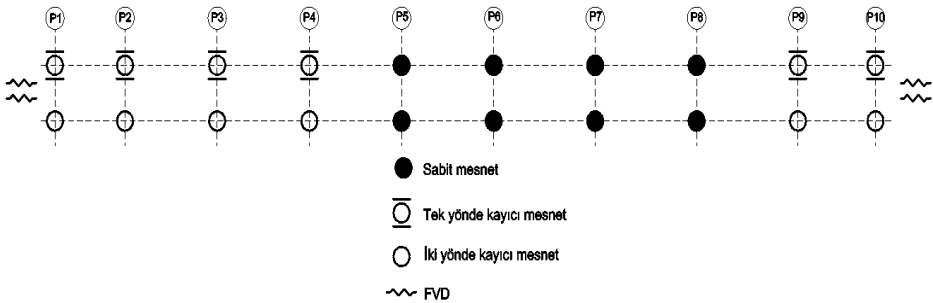 P1 P2 P3 P4 P5 P6 P7 P8 P9 P10
Sabit mesnet
Tek yönde kayıcı mesnet
İki yönde kayıcı mesnet
FVD